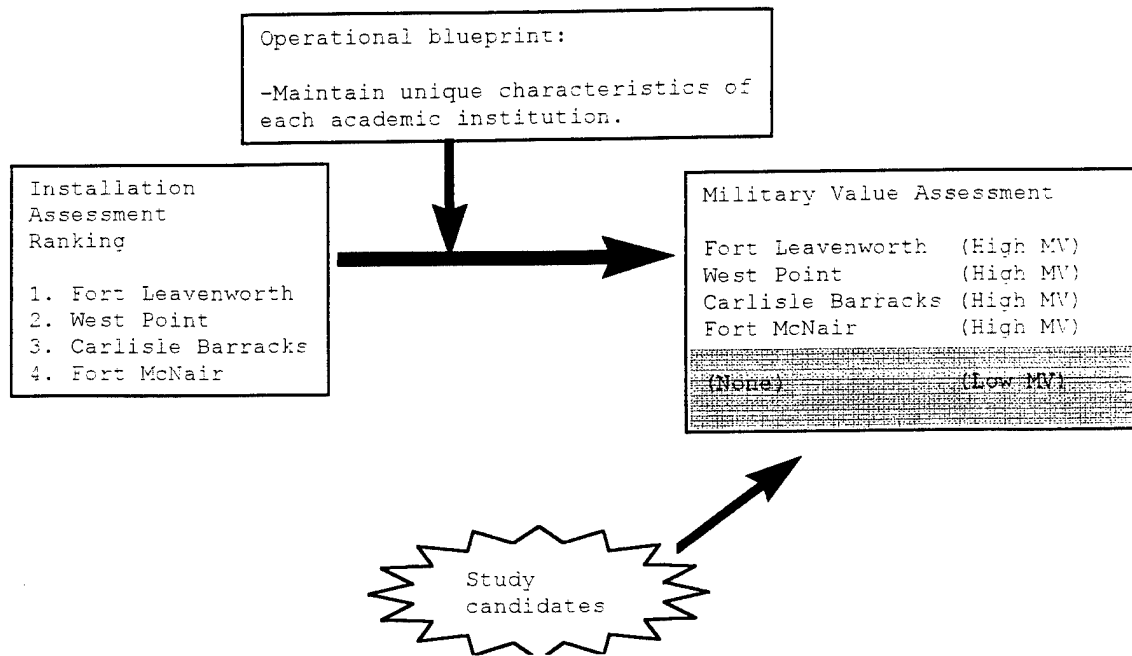 Operational blueprint:
-Maintain unique characteristics of
each academic institution.
Installation
Assessment
Ranking
1. Fort Leavenworth
2. West Point
3. Carlisle Barracks
4. Fort McNair
Military Value Assessment
Fort Leavenworth (High MV)
West Point (High MV)
Carlisle Barracks (High MV)
Fort McNair (High MV)
(None) (Low MV)
Study
candidates